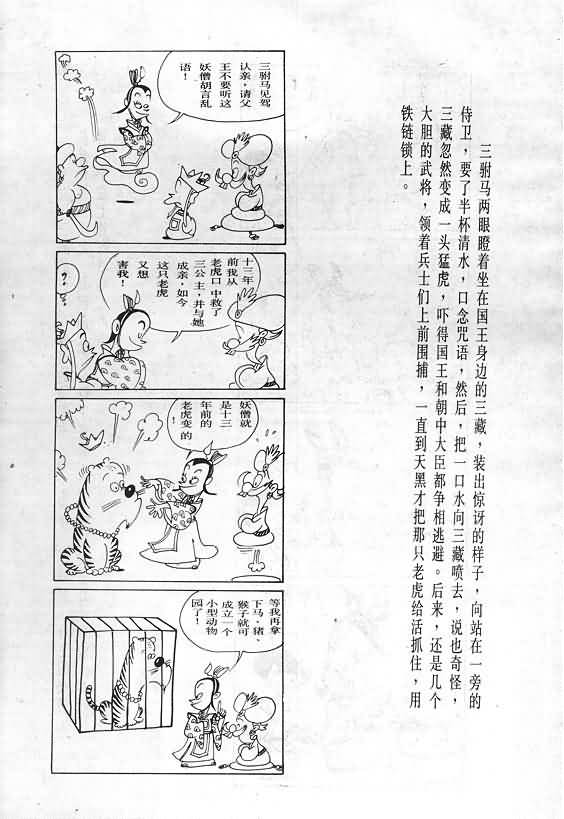 三驸马两眼瞪着坐在国王身边的三藏，装出惊讶的样子，向站在一旁的
侍卫，要了半杯清水，口念咒语，然后，把一口水向三藏喷去，说也奇怪，
三藏忽然变成一头猛虎，吓得国王和朝中大臣都争相逃避。后来，还是几个
大胆的武将，领着兵士们上前围捕，一直到天黑才把那只老虎给活抓住，用
铁链锁上。
三驸马见驾
认亲，请父
王不要听这
妖僧胡言乱
语！
十三年
前我从
老虎口中救了
三公主，并与她
成亲，如今
这只老虎
又想
害我！
?
妖僧就
是十三
年前的
老虎变的！
等我再拿
下马、猪、
猴子就可
成立一个
小型动物
园了！